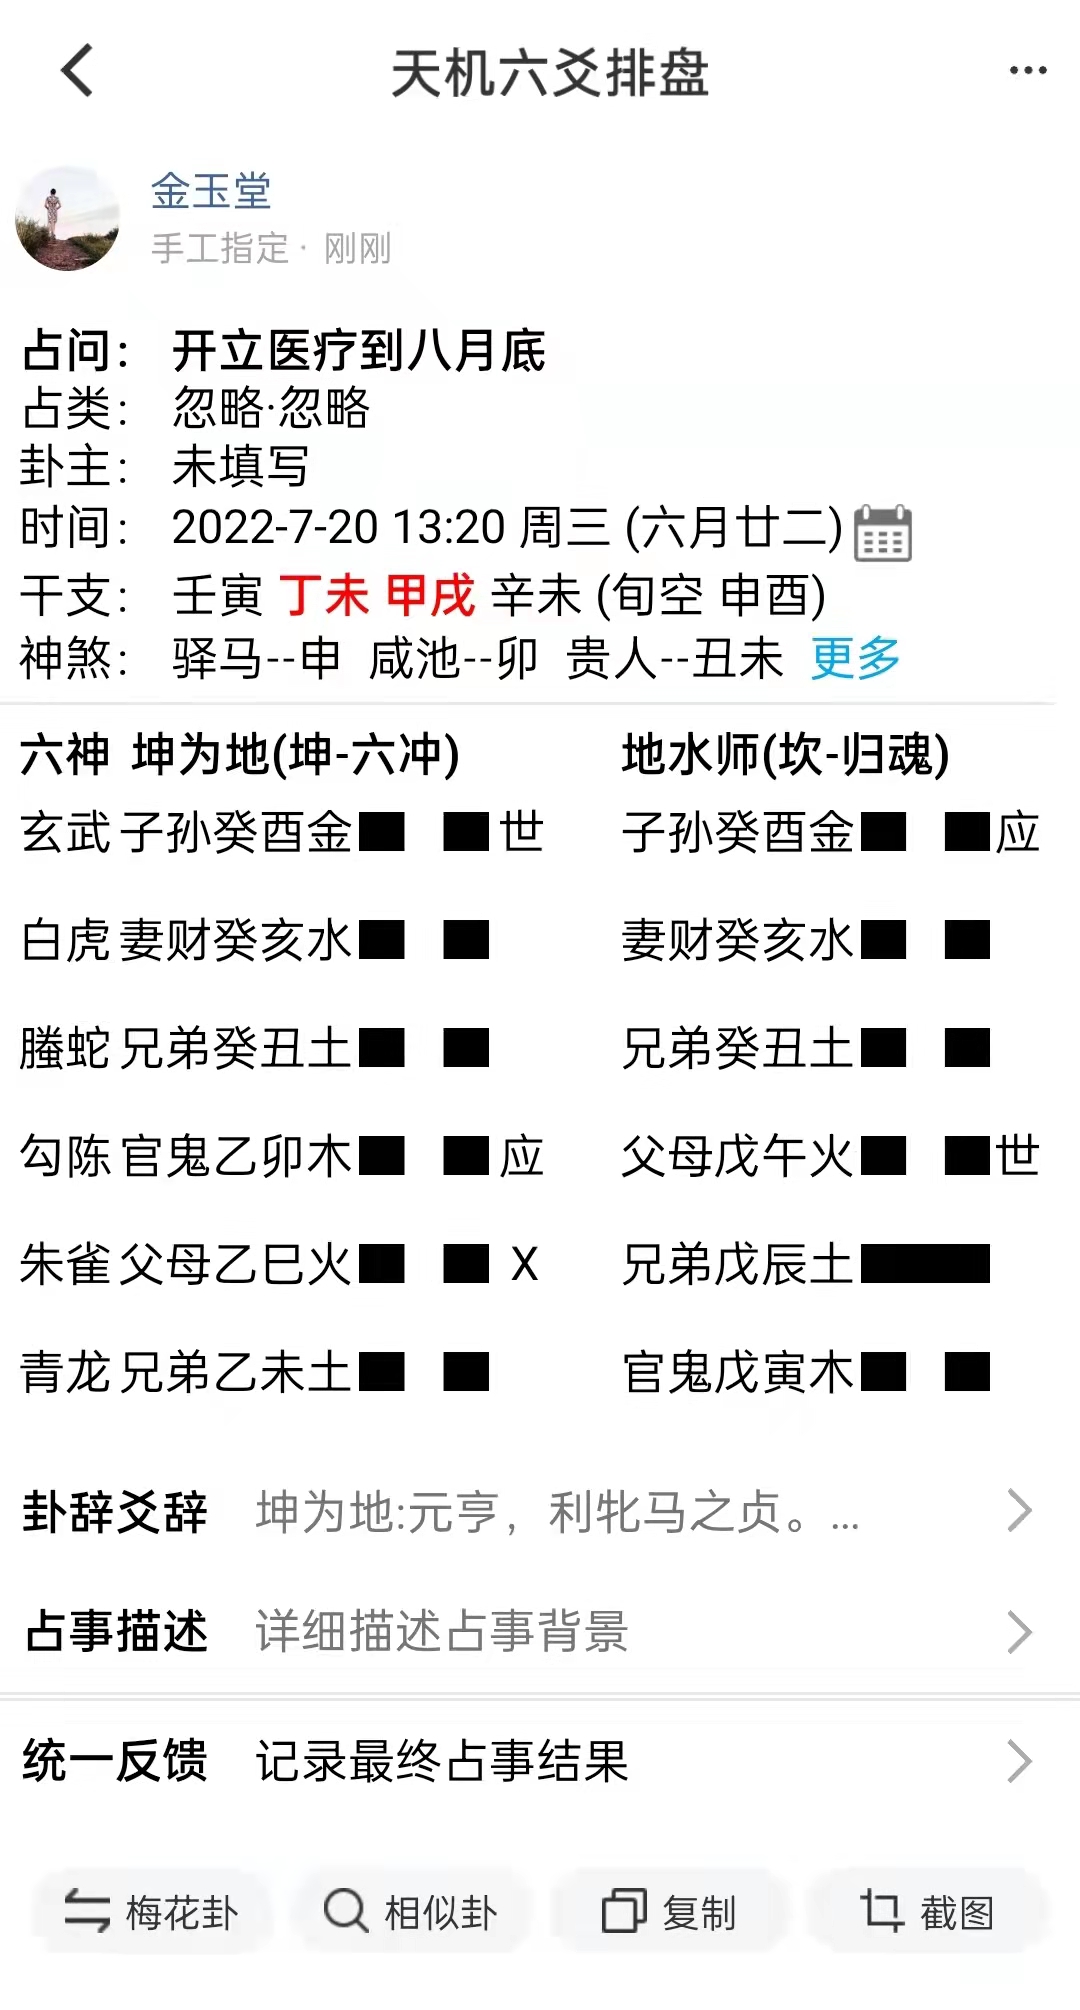 天机六爻排盘
金玉堂
手工指定· 刚刚
占问： 开立医疗到八月底
占类： 忽略·忽略
卦主： 未填写
时间： 2022-7-20 13:20 周三 (六月廿二)
干支： 壬寅 丁未 甲戌 辛未 (旬空 申酉)
神煞： 驿马--申 咸池--卯 贵人--丑未 更多
六神 坤为地(坤-六冲) 地水师(坎-归魂)
玄武 子孙癸酉金 世 子孙癸酉金 应
白虎 妻财癸亥水 妻财癸亥水
螣蛇 兄弟癸丑土 兄弟癸丑土
勾陈 官鬼乙卯木 应 父母戊午火 世
朱雀 父母乙巳火 X 兄弟戊辰土
青龙 兄弟乙未土 官鬼戊寅木
卦辞爻辞 坤为地:元亨，利牝马之贞。...
占事描述 详细描述占事背景
统一反馈 记录最终占事结果
梅花卦 相似卦 复制 截图